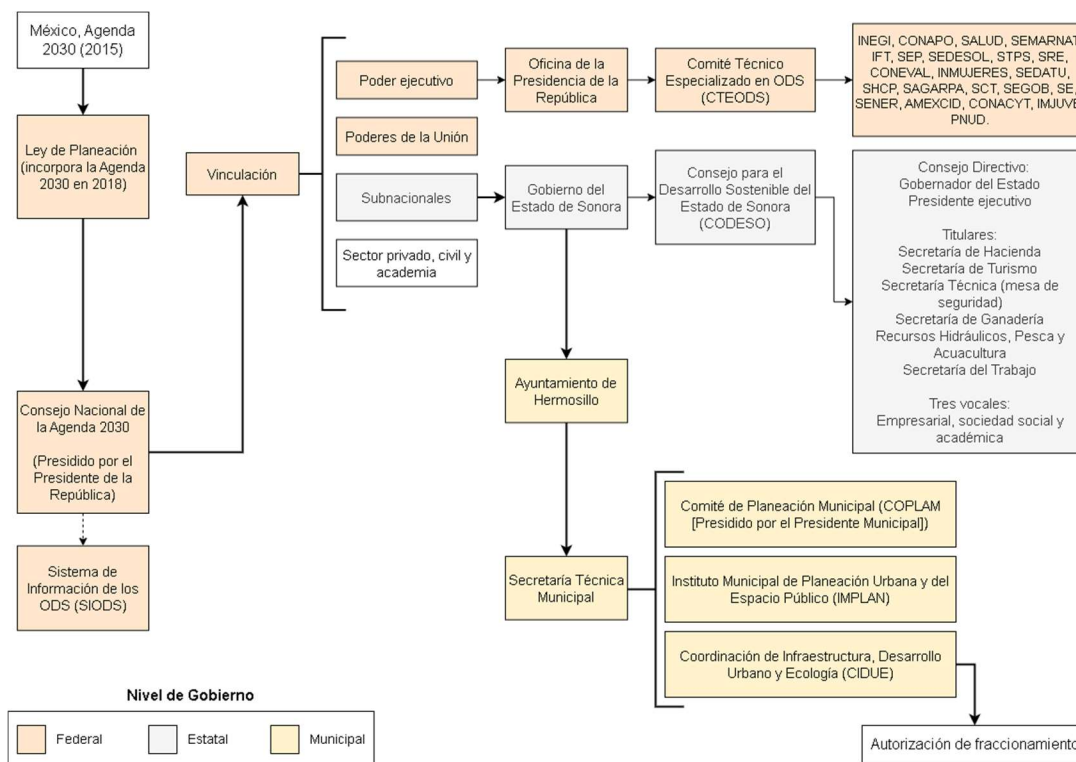 México, Agenda
2030 (2015)
Ley de Planeación
(incorpora la Agenda
2030 en 2018)
Consejo Nacional de
la Agenda 2030
(Presidido por el
Presidente de la
República)
Sistema de
Información de los
ODS (SIODS)
Vinculación
Poder ejecutivo
Poderes de la Unión
Subnacionales
Sector privado, civil y
academia
Oficina de la
Presidencia de la
República
Comité Técnico
Especializado en ODS
(CTEODS)
INEGI, CONAPO, SALUD, SEMARNAT,
IFT, SEP, SEDESOL, STPS, SRE,
CONEVAL, INMUJERES, SEDATU,
SHCP, SAGARPA, SCT, SEGOB, SE,
SENER, AMEXCID, CONACYT, IMJUVE,
PNUD.
Gobierno del
Estado de Sonora
Consejo para el
Desarrollo Sostenible del
Estado de Sonora
(CODESO)
Consejo Directivo:
Gobernador del Estado
Presidente ejecutivo
Titulares:
Secretaría de Hacienda
Secretaría de Turismo
Secretaría Técnica (mesa de
seguridad)
Secretaría de Ganadería
Recursos Hidráulicos, Pesca y
Acuacultura
Secretaría del Trabajo
Tres vocales:
Empresarial, sociedad social y
académica
Ayuntamiento de
Hermosillo
Secretaría Técnica
Municipal
Comité de Planeación Municipal (COPLAM
[Presidido por el Presidente Municipal])
Instituto Municipal de Planeación Urbana y del
Espacio Público (IMPLAN)
Coordinación de Infraestructura, Desarrollo
Urbano y Ecología (CIDUE)
Autorización de fraccionamiento
Nivel de Gobierno
Federal
Estatal
Municipal